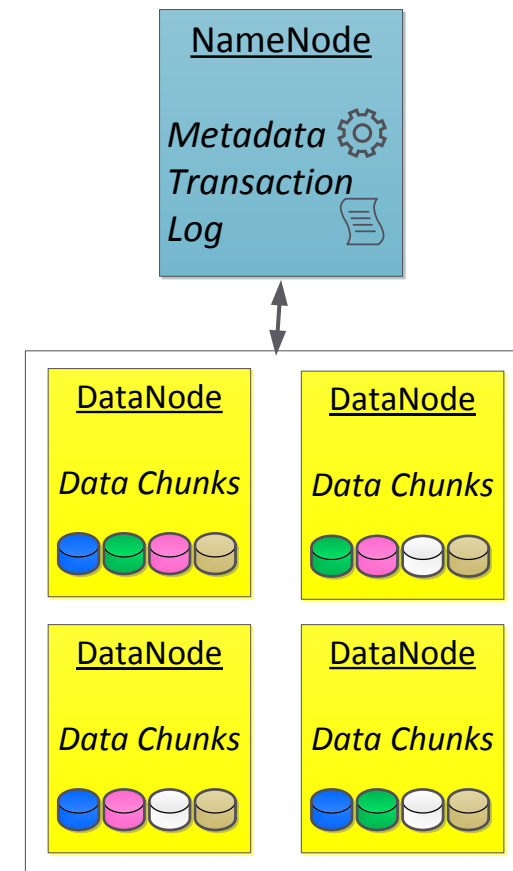 NameNode
Metadata
Transaction
Log
DataNode
Data Chunks
DataNode
Data Chunks
DataNode
Data Chunks
DataNode
Data Chunks